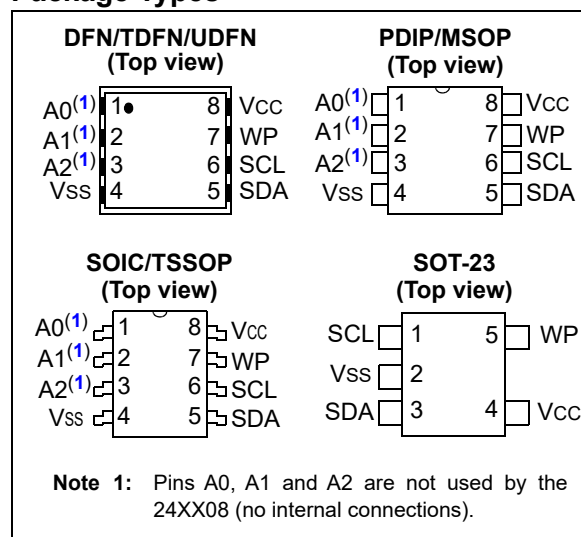 Package Types
DFN/TDFN/UDFN
(Top view)
A0(1) 1 8 VCC
A1(1) 2 7 WP
A2(1) 3 6 SCL
VSS 4 5 SDA
PDIP/MSOP
(Top view)
A0(1) 1 8 VCC
A1(1) 2 7 WP
A2(1) 3 6 SCL
VSS 4 5 SDA
SOIC/TSSOP
(Top view)
A0(1) 1 8 VCC
A1(1) 2 7 WP
A2(1) 3 6 SCL
VSS 4 5 SDA
SOT-23
(Top view)
SCL 1 5 WP
VSS 2
SDA 3 4 VCC
Note 1: Pins A0, A1 and A2 are not used by the
24XX08 (no internal connections).